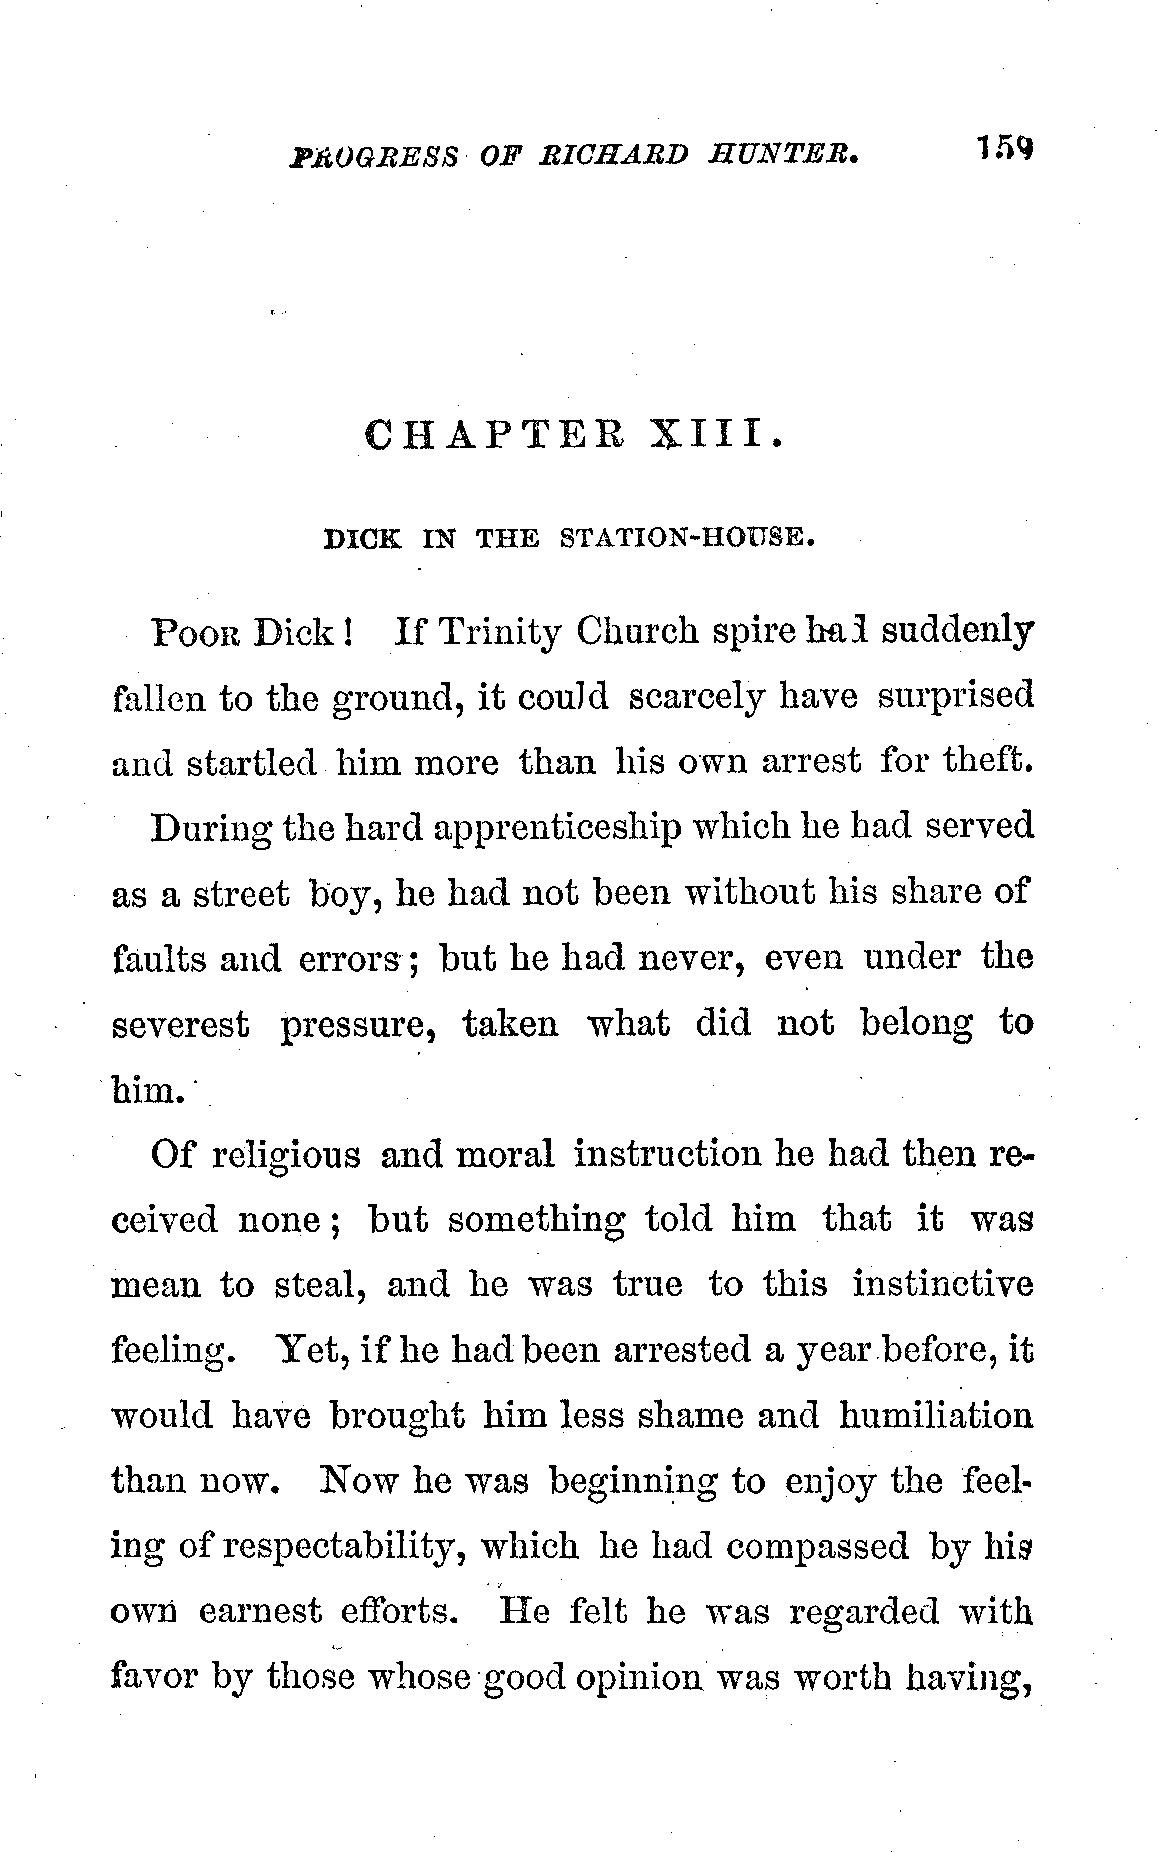 PROGRESS OF RICHARD HUNTER. 159
CHAPTER XIII.
DICK IN THE STATION-HOUSE.
POOR Dick! If Trinity Church spire had suddenly
fallen to the ground, it could scarcely have surprised
and startled him more than his own arrest for theft.
During the hard apprenticeship which he had served
as a street boy, he had not been without his share of
faults and errors; but he had never, even under the
severest pressure, taken what did not belong to
him.
Of religious and moral instruction he had then re-
ceived none; but something told him that it was
mean to steal, and he was true to this instinctive
feeling. Yet, if he had been arrested a year before, it
would have brought him less shame and humiliation
than now. Now he was beginning to enjoy the feel-
ing of respectability, which he had compassed by his
own earnest efforts. He felt he was regarded with
favor by those whose good opinion was worth having,